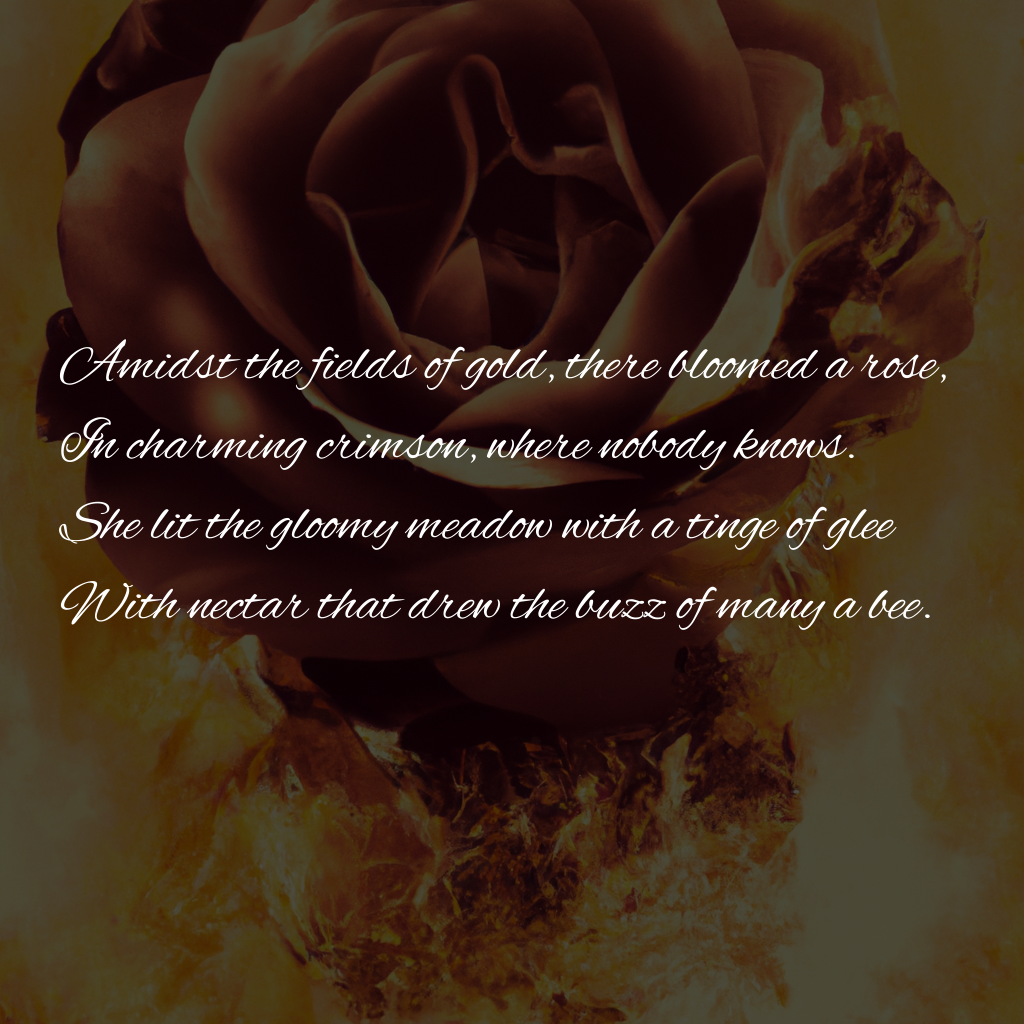 Amidst the fields of gold, there bloomed a rose,
In charming crimson, where nobody knows.
She lit the gloomy meadow with a tinge of glee
With nectar that drew the buzz of many a bee.